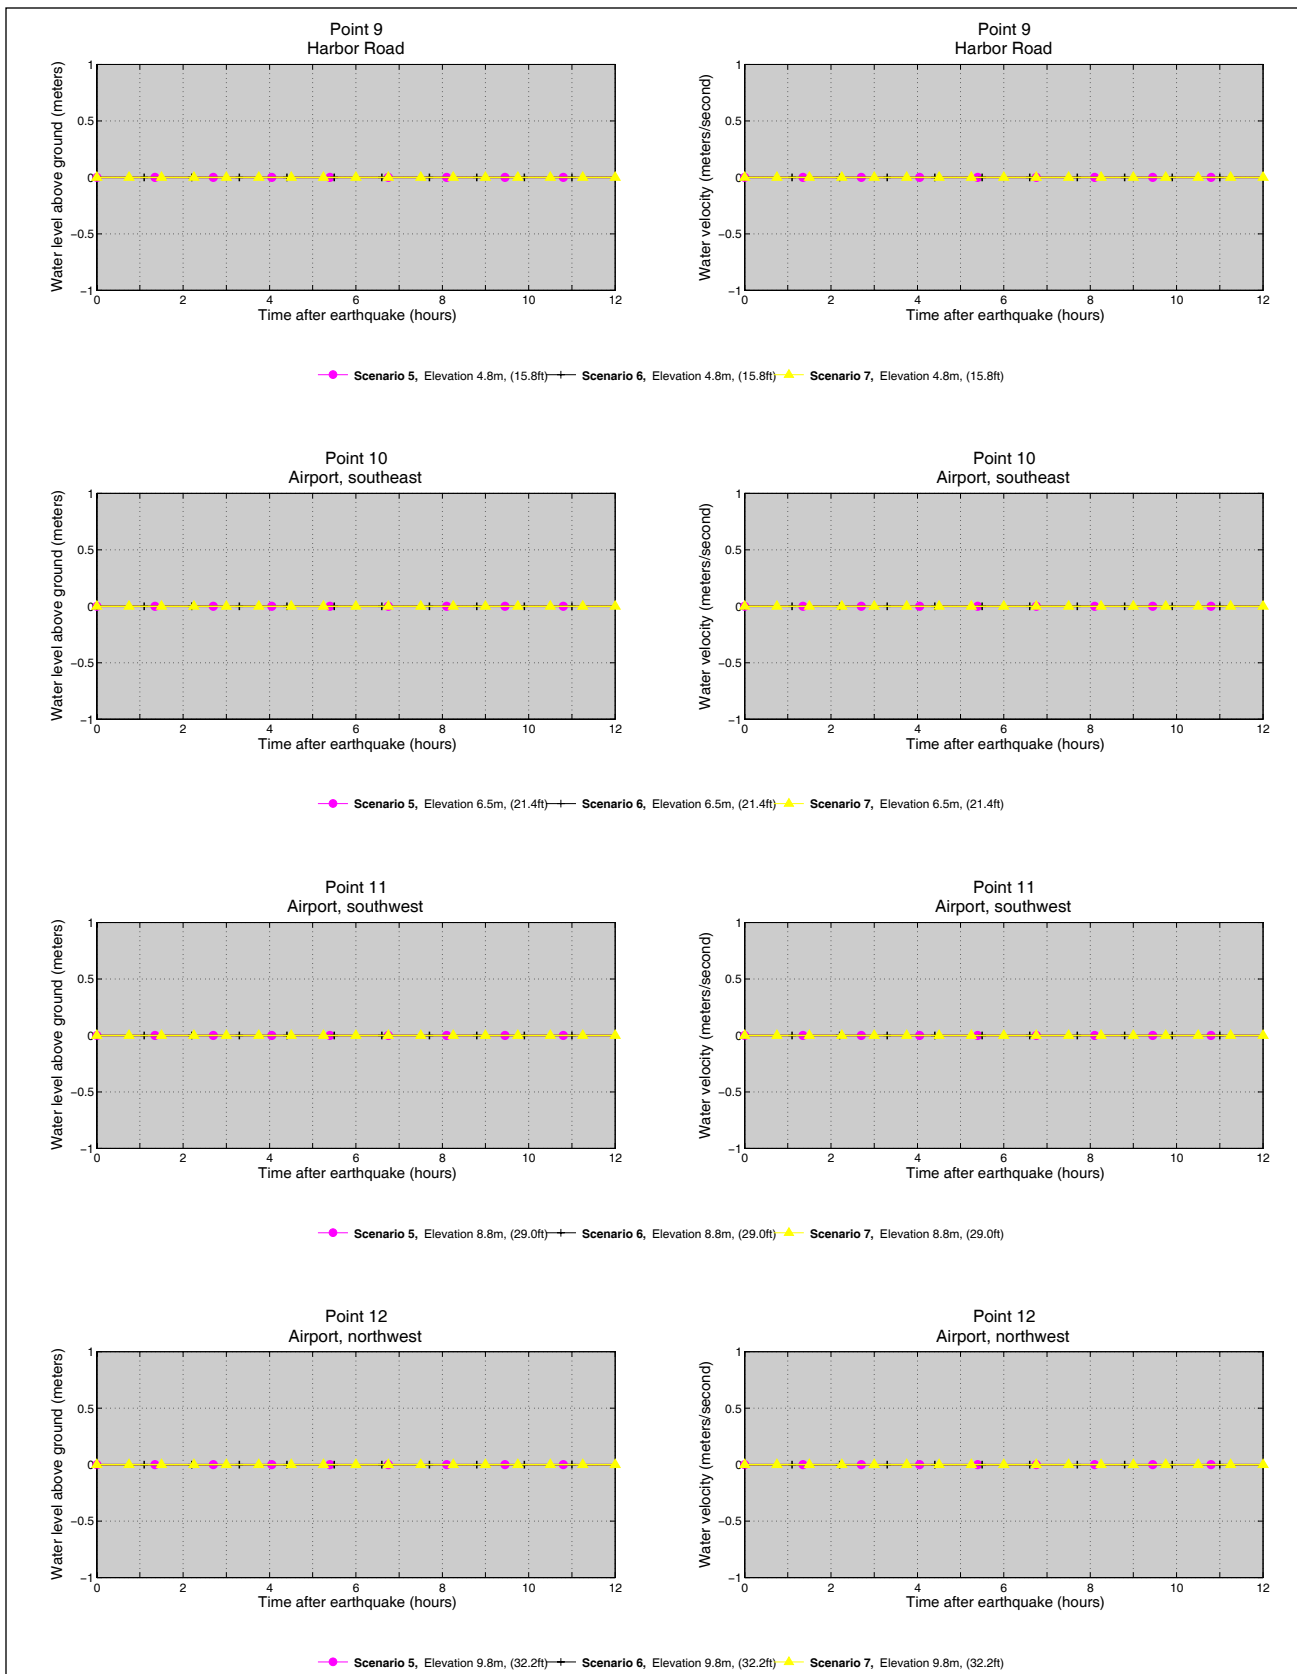 Point 9
Harbor Road
Water level above ground (meters)
1
0.5
0
−0.5
−1
0 2 4 6 8 10 12
Time after earthquake (hours)
Point 9
Harbor Road
Water velocity (meters/second)
1
0.5
0
−0.5
−1
0 2 4 6 8 10 12
Time after earthquake (hours)
Scenario 5, Elevation 4.8m, (15.8ft) Scenario 6, Elevation 4.8m, (15.8ft) Scenario 7, Elevation 4.8m, (15.8ft)
Point 10
Airport, southeast
Water level above ground (meters)
1
0.5
0
−0.5
−1
0 2 4 6 8 10 12
Time after earthquake (hours)
Point 10
Airport, southeast
Water velocity (meters/second)
1
0.5
0
−0.5
−1
0 2 4 6 8 10 12
Time after earthquake (hours)
Scenario 5, Elevation 6.5m, (21.4ft) Scenario 6, Elevation 6.5m, (21.4ft) Scenario 7, Elevation 6.5m, (21.4ft)
Point 11
Airport, southwest
Water level above ground (meters)
1
0.5
0
−0.5
−1
0 2 4 6 8 10 12
Time after earthquake (hours)
Point 11
Airport, southwest
Water velocity (meters/second)
1
0.5
0
−0.5
−1
0 2 4 6 8 10 12
Time after earthquake (hours)
Scenario 5, Elevation 8.8m, (29.0ft) Scenario 6, Elevation 8.8m, (29.0ft) Scenario 7, Elevation 8.8m, (29.0ft)
Point 12
Airport, northwest
Water level above ground (meters)
1
0.5
0
−0.5
−1
0 2 4 6 8 10 12
Time after earthquake (hours)
Point 12
Airport, northwest
Water velocity (meters/second)
1
0.5
0
−0.5
−1
0 2 4 6 8 10 12
Time after earthquake (hours)
Scenario 5, Elevation 9.8m, (32.2ft) Scenario 6, Elevation 9.8m, (32.2ft) Scenario 7, Elevation 9.8m, (32.2ft)